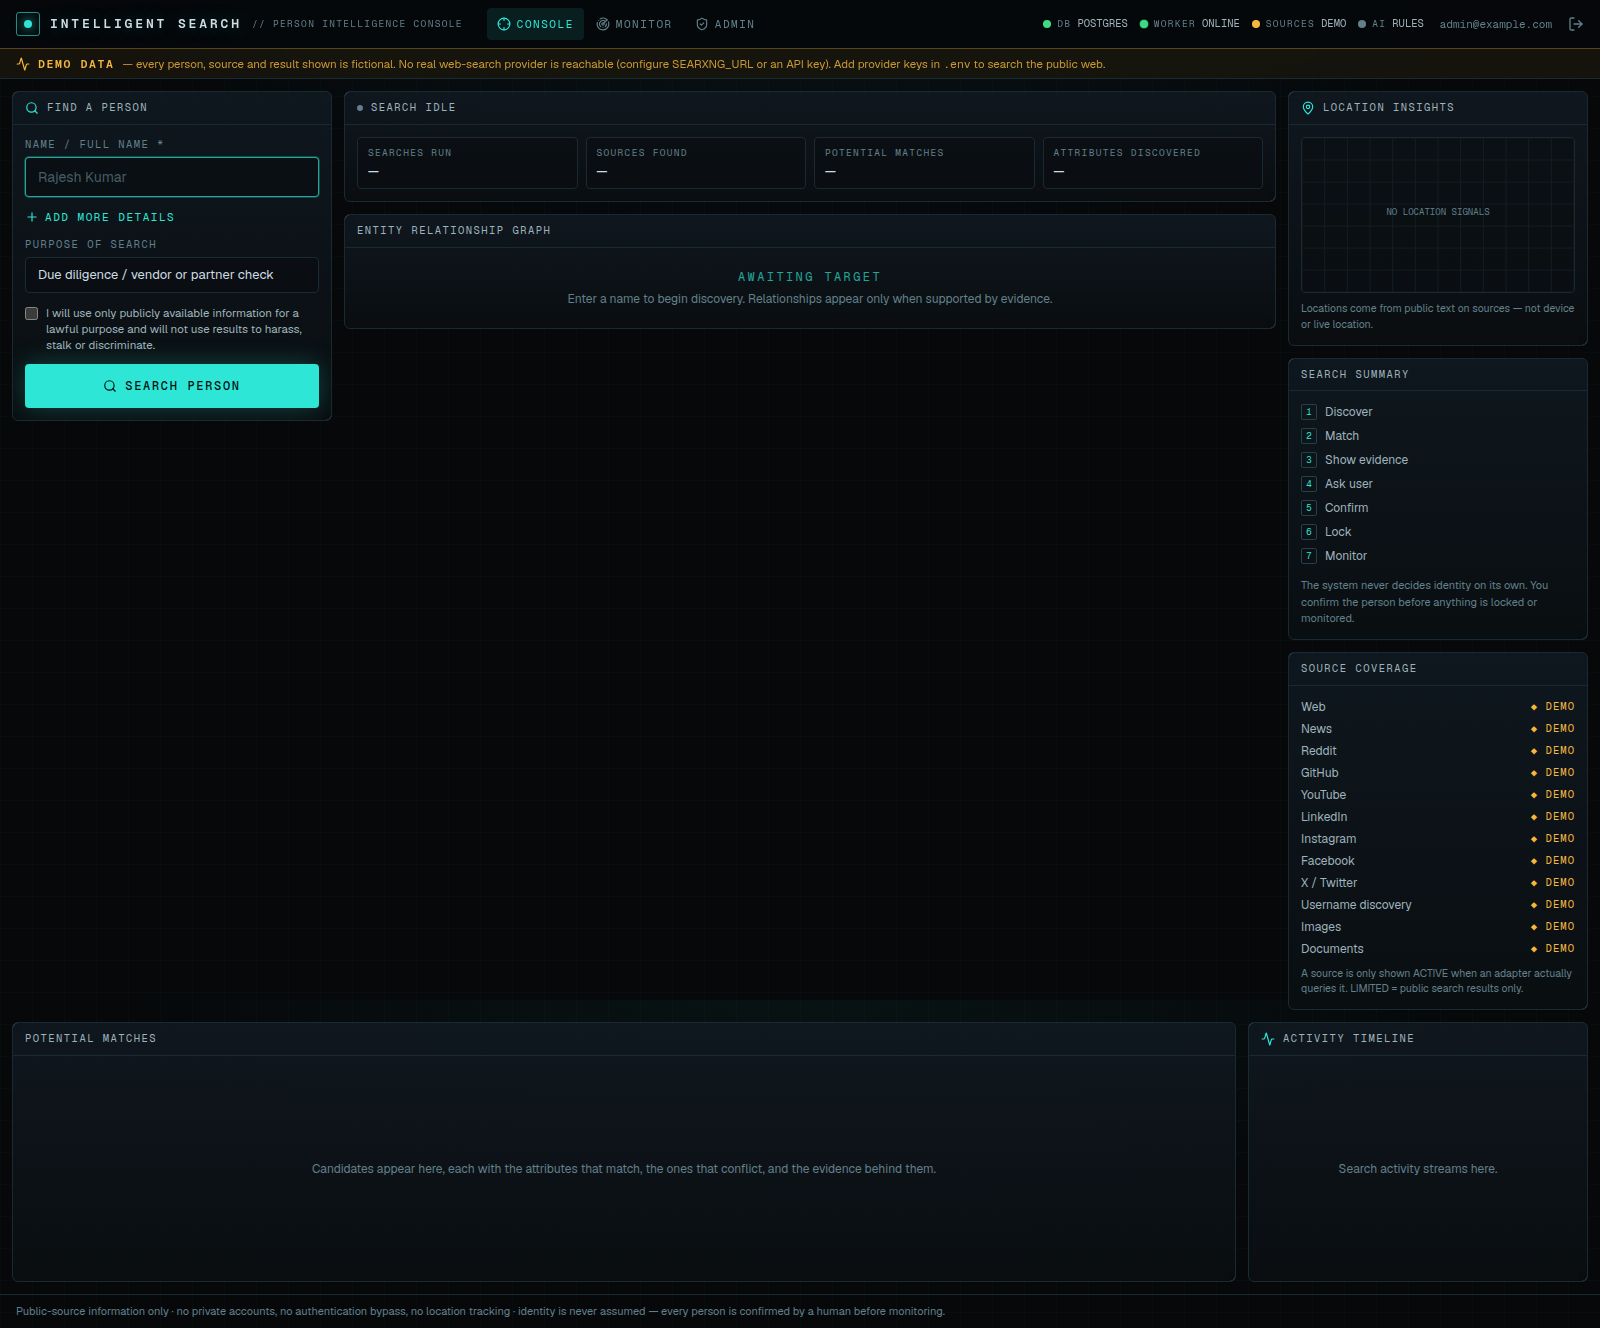 INTELLIGENT SEARCH // PERSON INTELLIGENCE CONSOLE
CONSOLE
MONITOR
ADMIN
DB POSTGRES
WORKER ONLINE
SOURCES DEMO
AI RULES
admin@example.com
DEMO DATA — every person, source and result shown is fictional. No real web-search provider is reachable (configure SEARXNG_URL or an API key). Add provider keys in .env to search the public web.
FIND A PERSON
NAME / FULL NAME *
Rajesh Kumar
ADD MORE DETAILS
PURPOSE OF SEARCH
Due diligence / vendor or partner check
I will use only publicly available information for a
lawful purpose and will not use results to harass,
stalk or discriminate.
SEARCH PERSON
SEARCH IDLE
SEARCHES RUN
—
SOURCES FOUND
—
POTENTIAL MATCHES
—
ATTRIBUTES DISCOVERED
—
ENTITY RELATIONSHIP GRAPH
AWAITING TARGET
Enter a name to begin discovery. Relationships appear only when supported by evidence.
LOCATION INSIGHTS
NO LOCATION SIGNALS
Locations come from public text on sources — not device
or live location.
SEARCH SUMMARY
1 Discover
2 Match
3 Show evidence
4 Ask user
5 Confirm
6 Lock
7 Monitor
The system never decides identity on its own. You
confirm the person before anything is locked or
monitored.
SOURCE COVERAGE
Web ◆ DEMO
News ◆ DEMO
Reddit ◆ DEMO
GitHub ◆ DEMO
YouTube ◆ DEMO
LinkedIn ◆ DEMO
Instagram ◆ DEMO
Facebook ◆ DEMO
X / Twitter ◆ DEMO
Username discovery ◆ DEMO
Images ◆ DEMO
Documents ◆ DEMO
A source is only shown ACTIVE when an adapter actually
queries it. LIMITED = public search results only.
POTENTIAL MATCHES
Candidates appear here, each with the attributes that match, the ones that conflict, and the evidence behind them.
ACTIVITY TIMELINE
Search activity streams here.
Public-source information only · no private accounts, no authentication bypass, no location tracking · identity is never assumed — every person is confirmed by a human before monitoring.